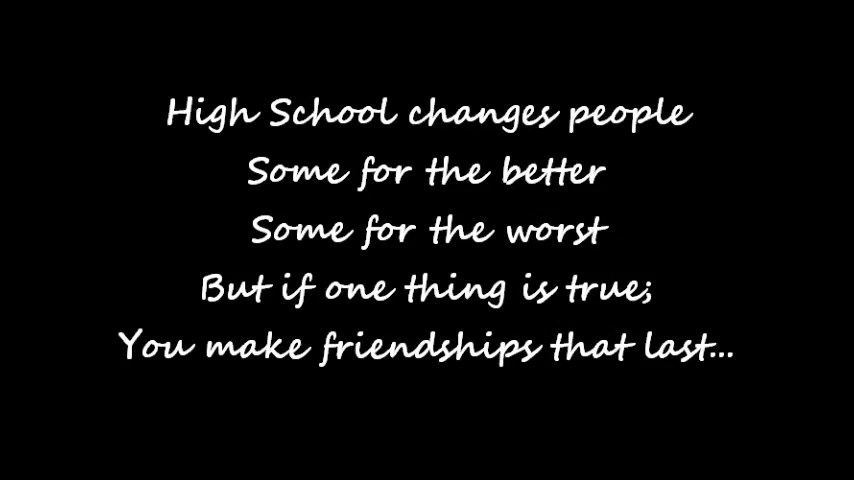 High School changes people
Some for the better
Some for the worst
But if one thing is true;
You make friendships that last...